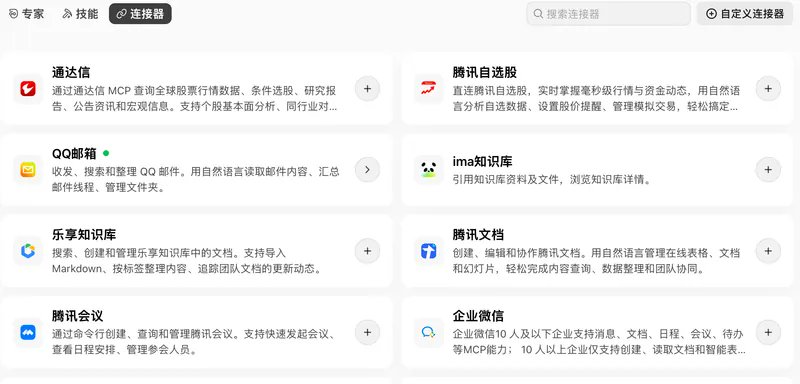 专家 技能 连接器 搜索连接器 自定义连接器
通达信
通过通达信 MCP 查询全球股票行情数据、条件选股、研究报
告、公告资讯和宏观信息。支持个股基本面分析、同行业对...
腾讯自选股
直连腾讯自选股，实时掌握毫秒级行情与资金动态，用自然语
言分析自选数据、设置股价提醒、管理模拟交易，轻松搞定...
QQ邮箱
收发、搜索和整理 QQ 邮件。用自然语言读取邮件内容、汇总
邮件线程、管理文件夹。
ima知识库
引用知识库资料及文件，浏览知识库详情。
乐享知识库
搜索、创建和管理乐享知识库中的文档。支持导入
Markdown、按标签整理内容、追踪团队文档的更新动态。
腾讯文档
创建、编辑和协作腾讯文档。用自然语言管理在线表格、文档
和幻灯片，轻松完成内容查询、数据整理和团队协同。
腾讯会议
通过命令行创建、查询和管理腾讯会议。支持快速发起会议、
查看日程安排、管理参会人员。
企业微信
企业微信10 人及以下企业支持消息、文档、日程、会议、待办
等MCP能力； 10 人以上企业仅支持创建、读取文档和智能表...